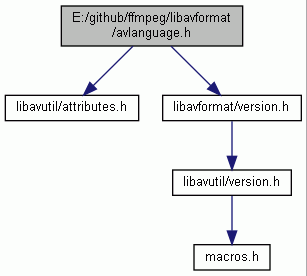 E:/github/ffmpeg/libavformat
/avlanguage.h
libavutil/attributes.h
libavformat/version.h
libavutil/version.h
macros.h